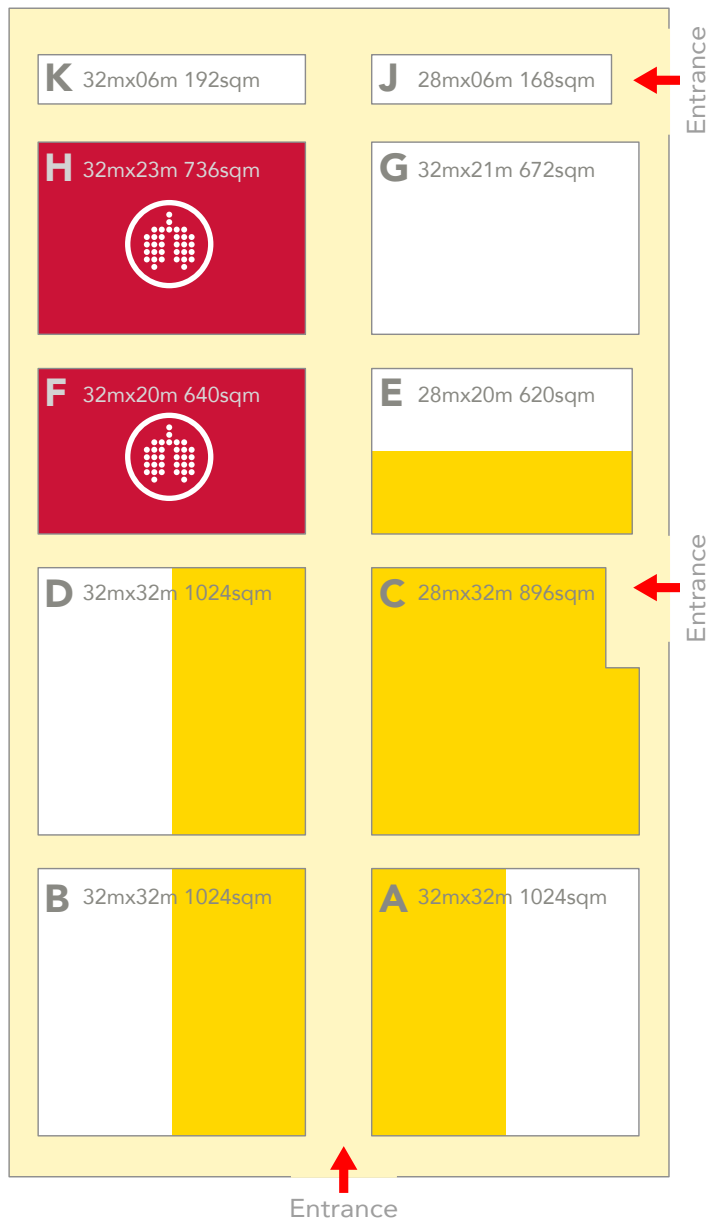 K 32mx06m 192sqm
J 28mx06m 168sqm
Entrance
H 32mx23m 736sqm
G 32mx21m 672sqm
F 32mx20m 640sqm
E 28mx20m 620sqm
Entrance
D 32mx32m 1024sqm
C 28mx32m 896sqm
B 32mx32m 1024sqm
A 32mx32m 1024sqm
Entrance